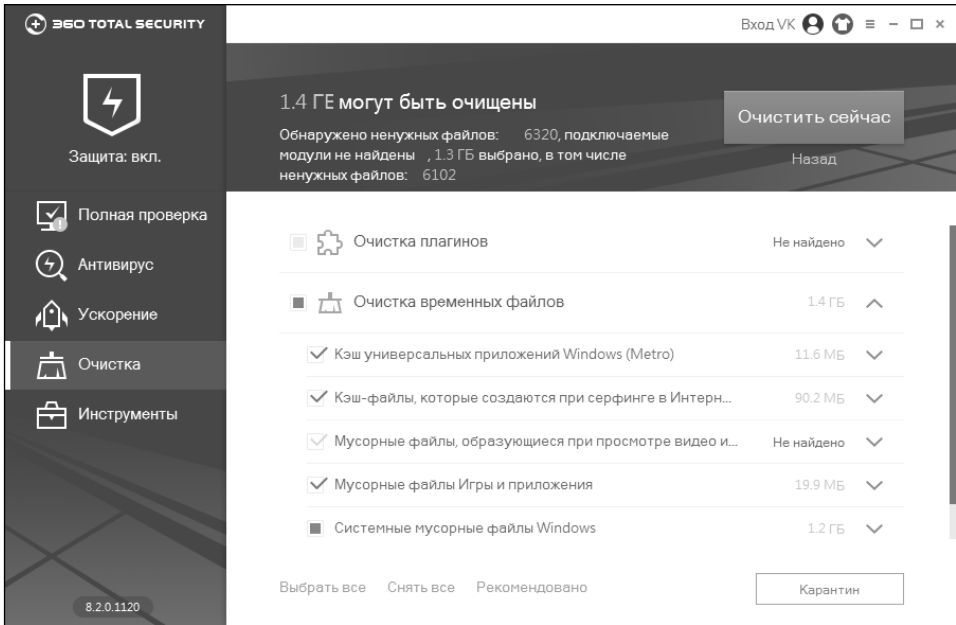 360 TOTAL SECURITY
Вход VK
Защита: вкл.
1.4 ГБ могут быть очищены
Обнаружено ненужных файлов: 6320, подключаемые
модули не найдены , 1.3 ГБ выбрано, в том числе
ненужных файлов: 6102
Очистить сейчас
Назад
Полная проверка
Антивирус
Ускорение
Очистка
Инструменты
8.2.0.1120
Очистка плагинов Не найдено
Очистка временных файлов 1.4 ГБ
Кэш универсальных приложений Windows (Metro) 11.6 МБ
Кэш-файлы, которые создаются при серфинге в Интерн... 90.2 МБ
Мусорные файлы, образующиеся при просмотре видео и... Не найдено
Мусорные файлы Игры и приложения 19.9 МБ
Системные мусорные файлы Windows 1.2 ГБ
Выбрать все Снять все Рекомендовано
Карантин